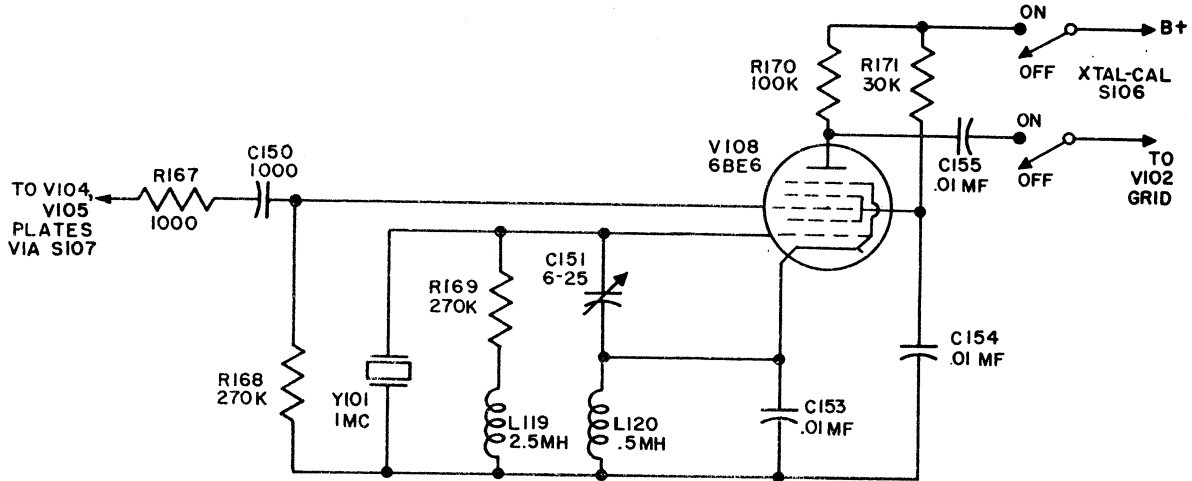 ON
B+
R170
100K
R171
30K
OFF
XTAL-CAL
S106
ON
V108
6BE6
C155
.01 MF
OFF
TO
V102
GRID
C150
1000
R167
1000
TO V104,
V105
PLATES
VIA S107
C151
6-25
R169
270K
C154
.01 MF
R168
270K
Y101
1MC
L119
2.5MH
L120
.5MH
C153
.01MF